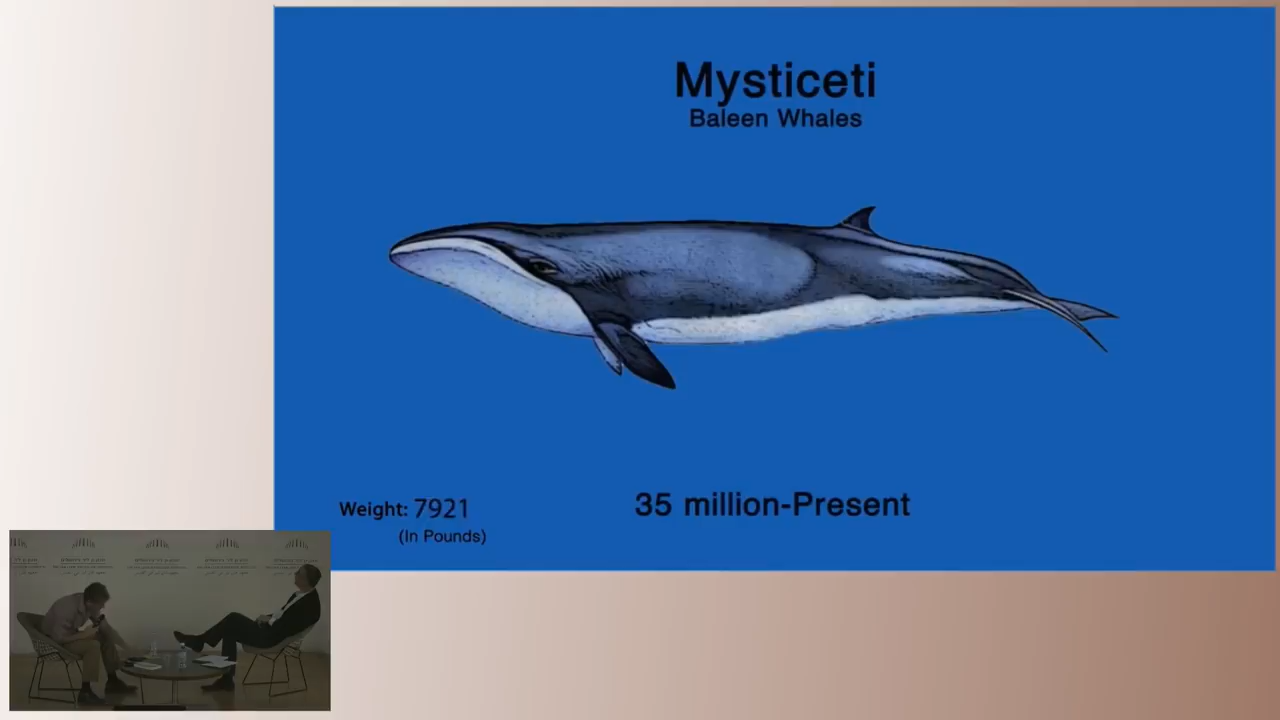 Mysticeti
Baleen Whales
Weight: 7921
(In Pounds)
35 million-Present